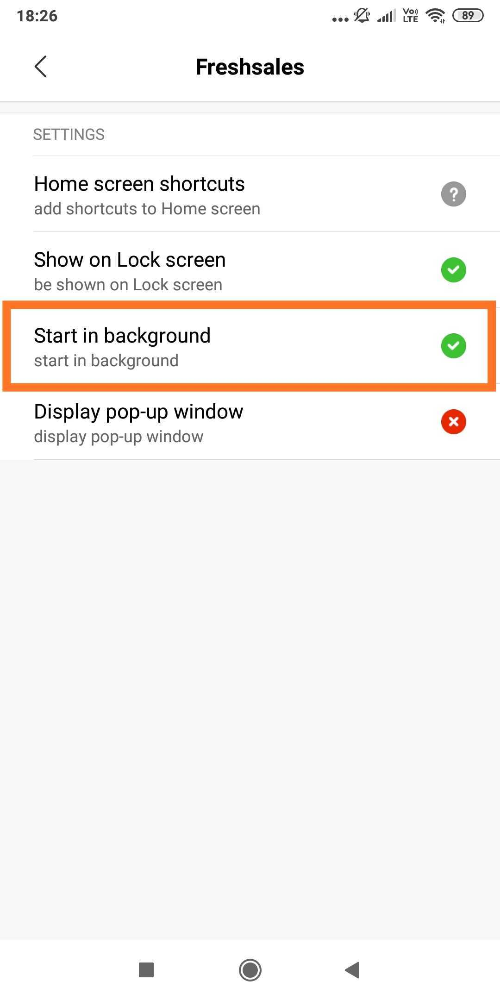 18:26
Vo))
LTE
89
Freshsales
SETTINGS
Home screen shortcuts
add shortcuts to Home screen
Show on Lock screen
be shown on Lock screen
Start in background
start in background
Display pop-up window
display pop-up window